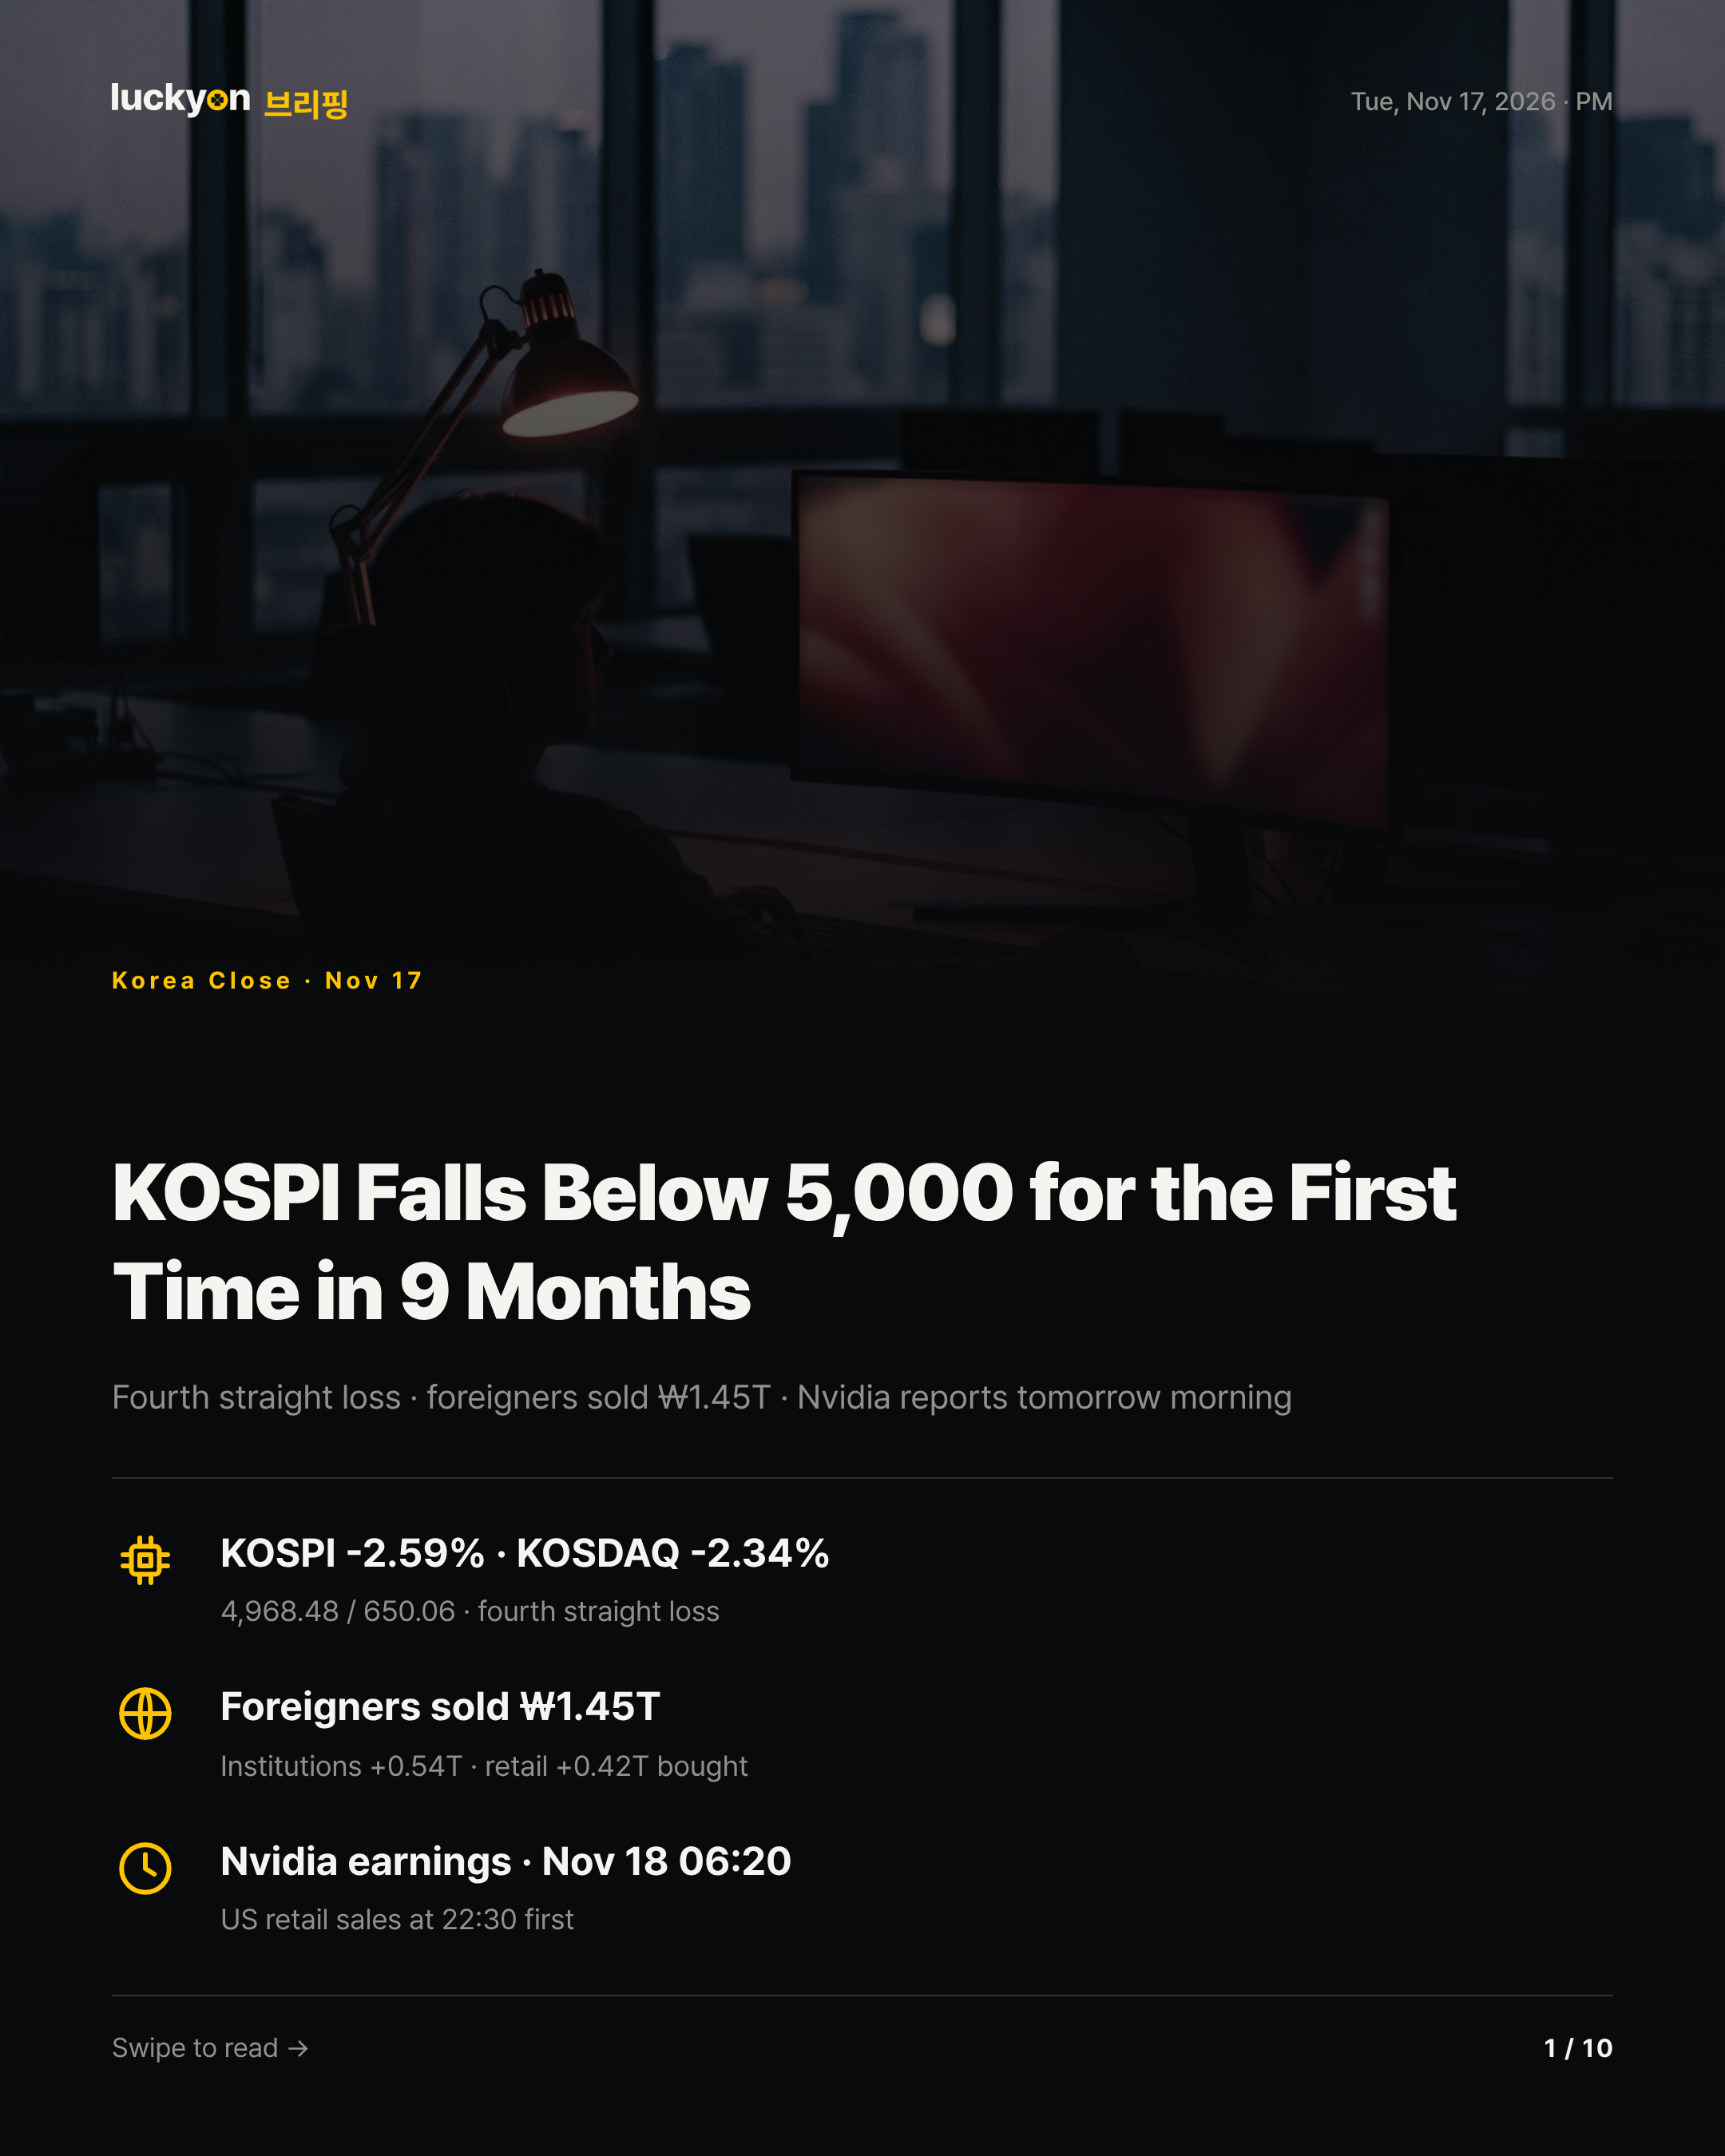 luckyon 브리핑
Tue, Nov 17, 2026 · PM
Korea Close · Nov 17
KOSPI Falls Below 5,000 for the First
Time in 9 Months
Fourth straight loss · foreigners sold ₩1.45T · Nvidia reports tomorrow morning
KOSPI -2.59% · KOSDAQ -2.34%
4,968.48 / 650.06 · fourth straight loss
Foreigners sold ₩1.45T
Institutions +0.54T · retail +0.42T bought
Nvidia earnings · Nov 18 06:20
US retail sales at 22:30 first
Swipe to read →
1 / 10